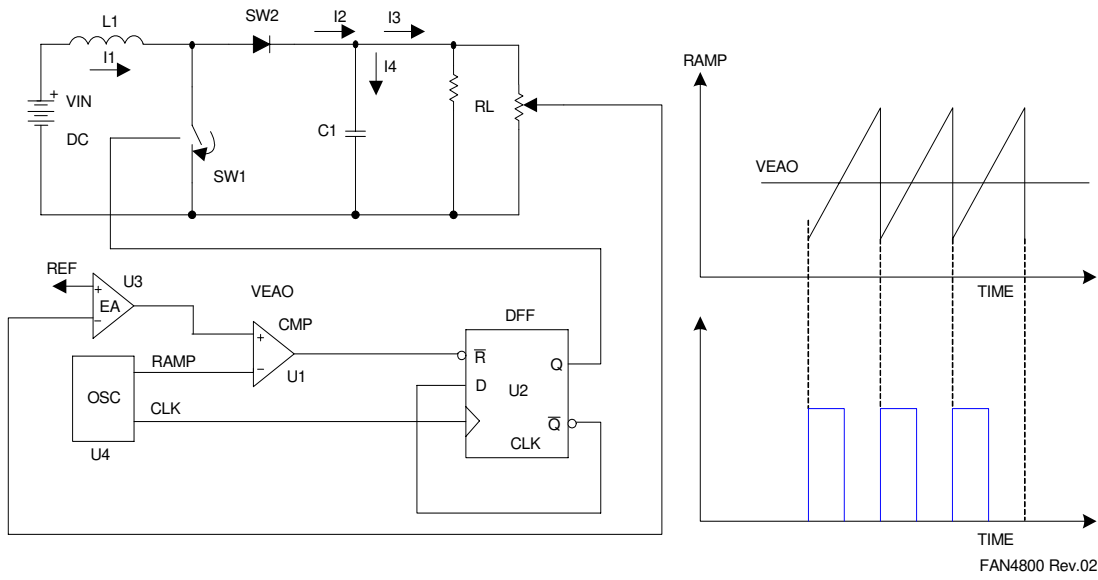 L1
SW2
I2
I3
I1
I4
+
VIN
DC
SW1
C1
RL
REF
U3
+
EA
−
VEAO
CMP
+
−
U1
RAMP
OSC
CLK
U4
DFF
R
D
U2
Q
Q
CLK
RAMP
VEAO
TIME
TIME
FAN4800 Rev.02